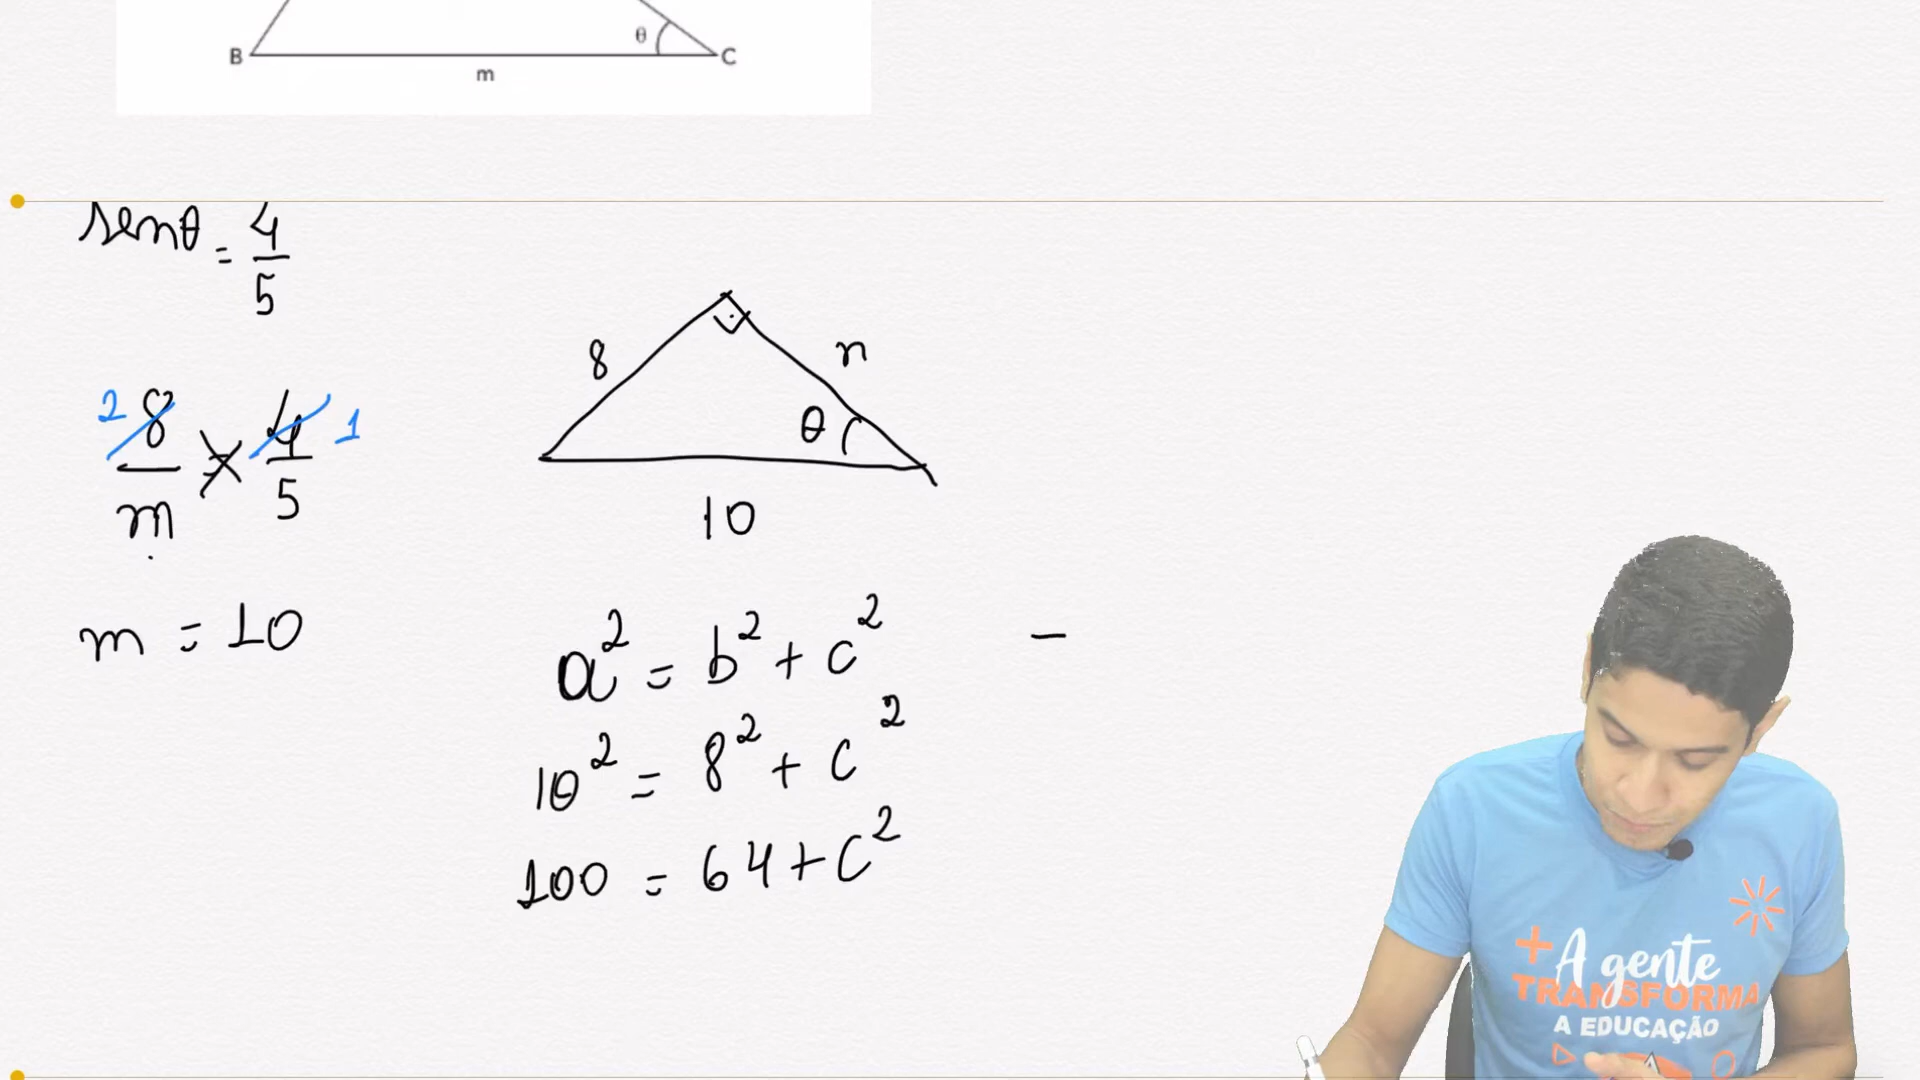 B θ C
m
senθ = 4/5
8 n
2 8/m = 4/5 1
θ
10
m = 10
a² = b² + c² —
10² = 8² + c²
100 = 64 + c²
+ A gente
TRANSFORMA
A EDUCAÇÃO